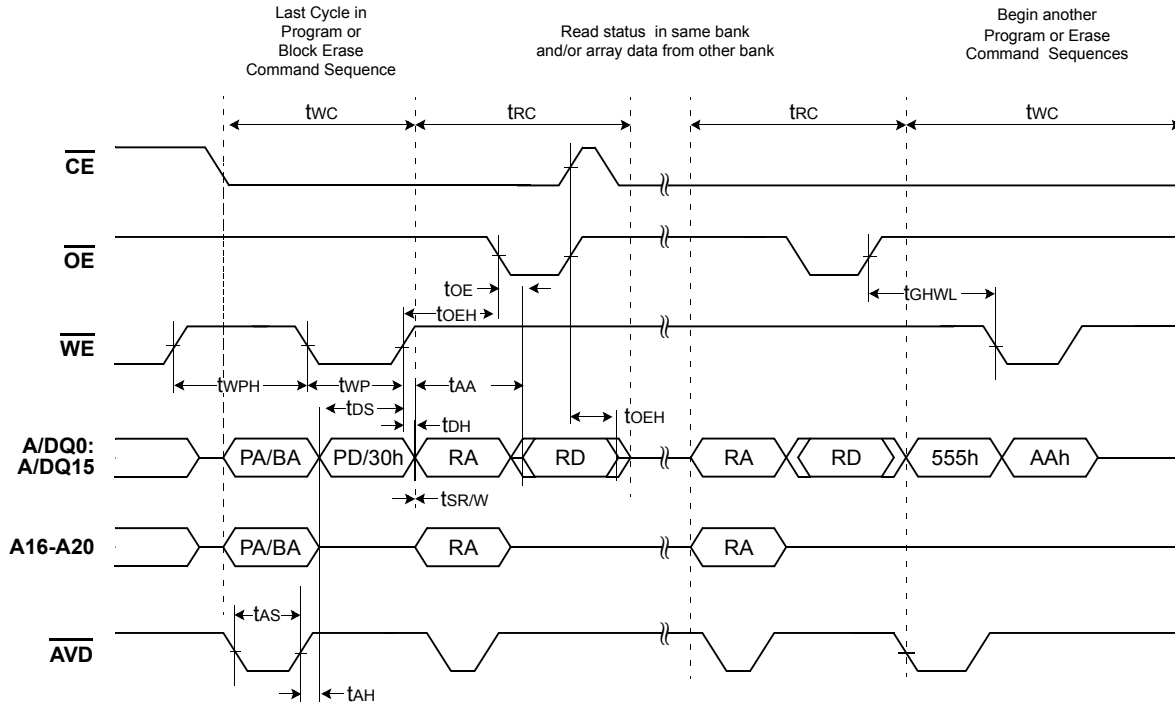 Last Cycle in
Program or
Block Erase
Command Sequence
Read status in same bank
and/or array data from other bank
Begin another
Program or Erase
Command Sequences
tWC
tRC
tRC
tWC
CE
OE
tOE
tOEH
tGHWL
WE
tWPH
tWP
tAA
tDS
tDH
tOEH
A/DQ0:
A/DQ15
PA/BA
PD/30h
RA
RD
RA
RD
555h
AAh
tSR/W
A16-A20
PA/BA
RA
RA
tAS
AVD
tAH